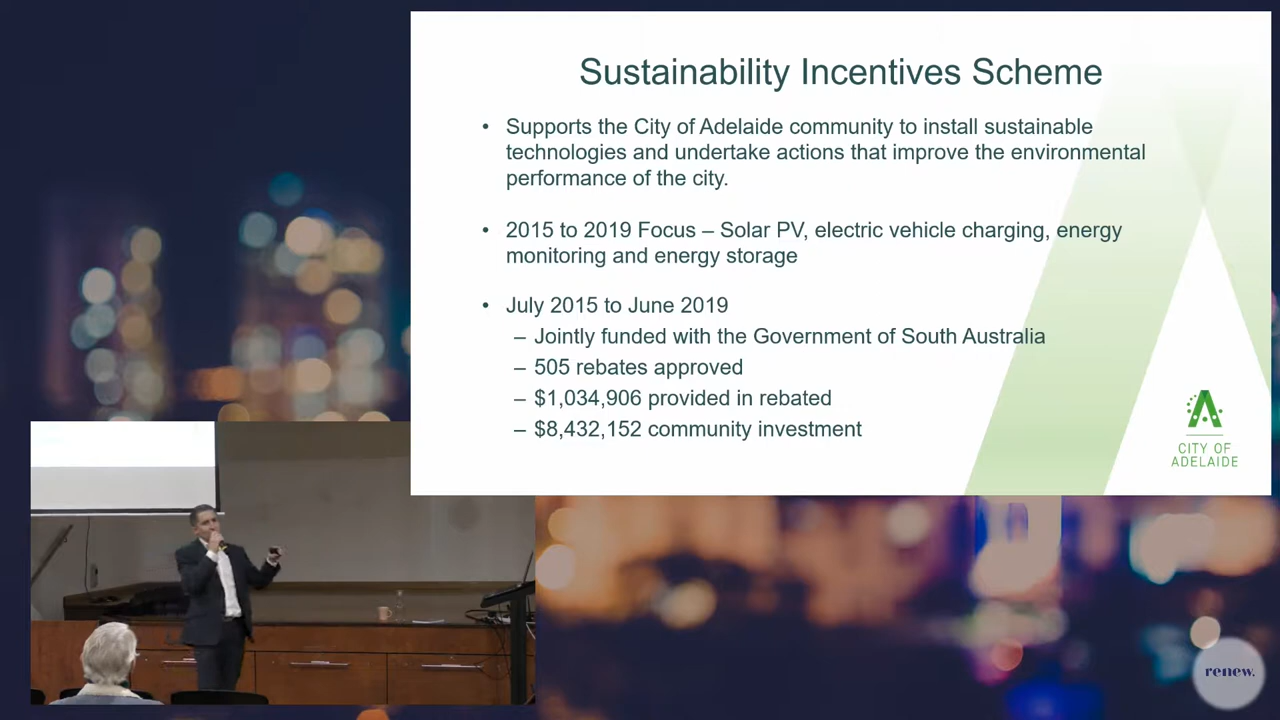 Sustainability Incentives Scheme
• Supports the City of Adelaide community to install sustainable
technologies and undertake actions that improve the environmental
performance of the city.
• 2015 to 2019 Focus – Solar PV, electric vehicle charging, energy
monitoring and energy storage
• July 2015 to June 2019
– Jointly funded with the Government of South Australia
– 505 rebates approved
– $1,034,906 provided in rebated
– $8,432,152 community investment
CITY OF
ADELAIDE
renew.